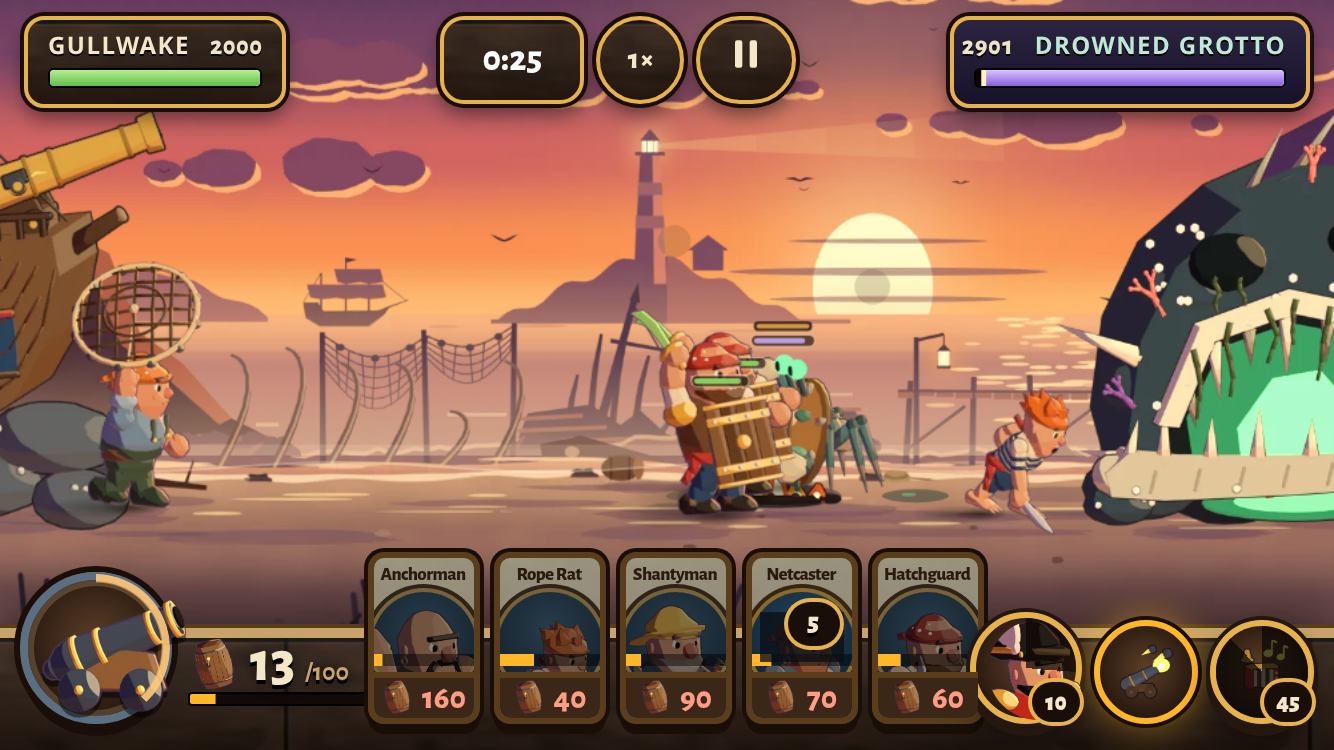 GULLWAKE 2000
0:25
1×
2901 DROWNED GROTTO
13 /100
Anchorman
160
Rope Rat
40
Shantyman
90
Netcaster
5
70
Hatchguard
60
10
45